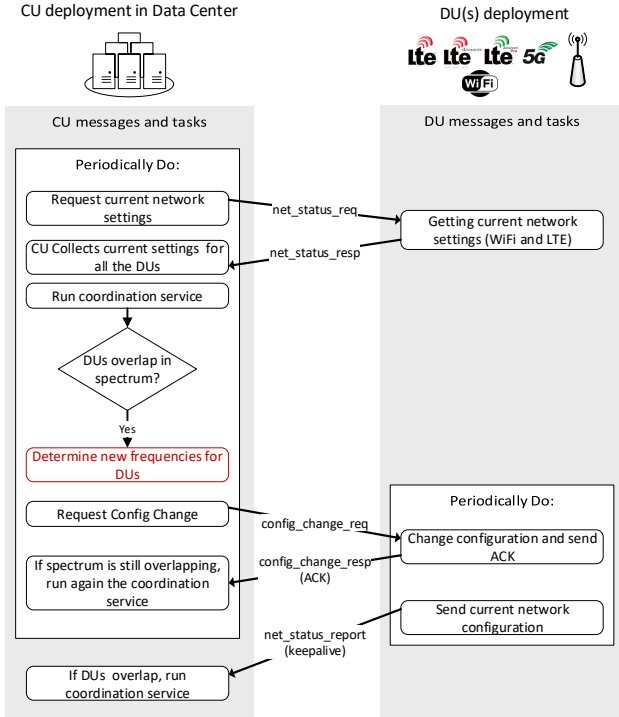 CU deployment in Data Center
DU(s) deployment
lte lte ADVANCED lte Advanced Pro 5G
WiFi
CU messages and tasks
DU messages and tasks
Periodically Do:
Request current network
settings
net_status_req
Getting current network
settings (WiFi and LTE)
CU Collects current settings for
all the DUs
net_status_resp
Run coordination service
DUs overlap in
spectrum?
Yes
Determine new frequencies for
DUs
Request Config Change
config_change_req
Periodically Do:
Change configuration and send
ACK
config_change_resp
(ACK)
If spectrum is still overlapping,
run again the coordination
service
Send current network
configuration
net_status_report
(keepalive)
If DUs overlap, run
coordination service